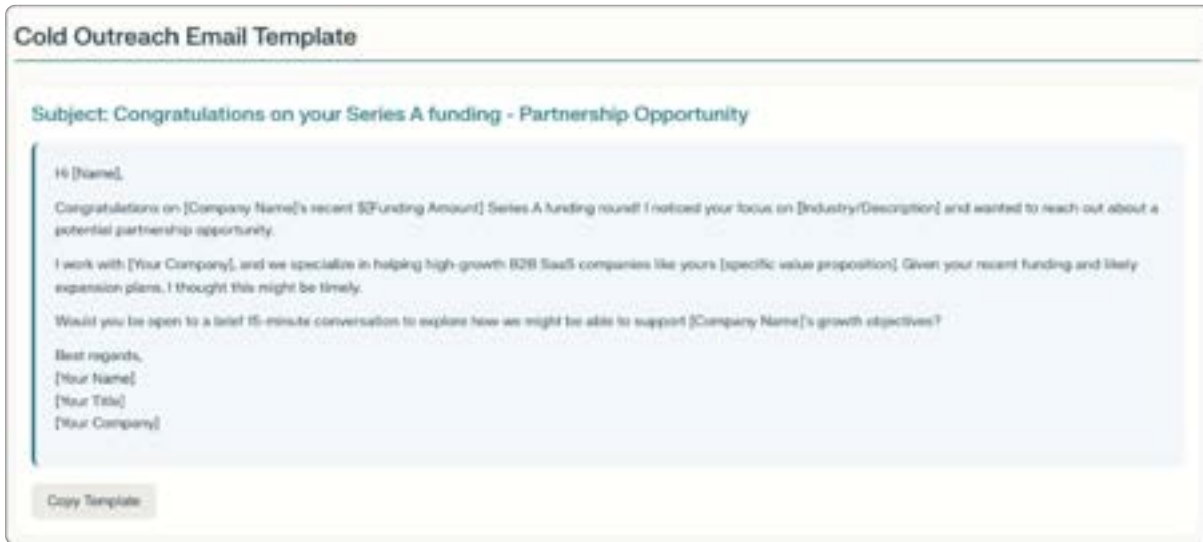 Cold Outreach Email Template
Subject: Congratulations on your Series A funding - Partnership Opportunity
Hi [Name],
Congratulations on [Company Name]'s recent $[Funding Amount] Series A funding round! I noticed your focus on [Industry/Description] and wanted to reach out about a
potential partnership opportunity.
I work with [Your Company], and we specialize in helping high-growth B2B SaaS companies like yours [specific value proposition]. Given your recent funding and likely
expansion plans, I thought this might be timely.
Would you be open to a brief 15-minute conversation to explore how we might be able to support [Company Name]'s growth objectives?
Best regards,
[Your Name]
[Your Title]
[Your Company]
Copy Template